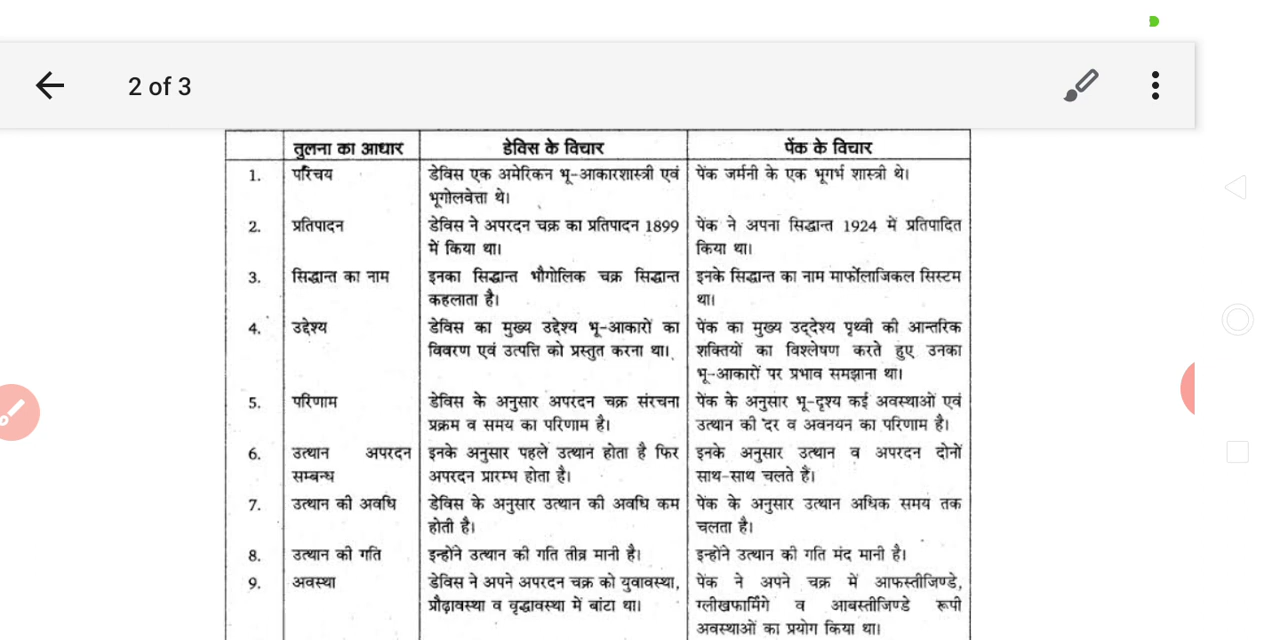 2 of 3
तुलना का आधार डेविस के विचार पेंक के विचार
1. परिचय डेविस एक अमेरिकन भू-आकारशास्त्री एवं पेंक जर्मनी के एक भूगर्भ शास्त्री थे।
भूगोलवेत्ता थे।
2. प्रतिपादन डेविस ने अपरदन चक्र का प्रतिपादन 1899 पेंक ने अपना सिद्धान्त 1924 में प्रतिपादित
में किया था। किया था।
3. सिद्धान्त का नाम इनका सिद्धान्त भौगोलिक चक्र सिद्धान्त इनके सिद्धान्त का नाम मार्फोलाजिकल सिस्टम
कहलाता है। था।
4. उद्देश्य डेविस का मुख्य उद्देश्य भू-आकारों का पेंक का मुख्य उद्देश्य पृथ्वी की आन्तरिक
विवरण एवं उत्पत्ति को प्रस्तुत करना था। शक्तियों का विश्लेषण करते हुए उनका
भू-आकारों पर प्रभाव समझाना था।
5. परिणाम डेविस के अनुसार अपरदन चक्र संरचना पेंक के अनुसार भू-दृश्य कई अवस्थाओं एवं
प्रक्रम व समय का परिणाम है। उत्थान की दर व अवनयन का परिणाम है।
6. उत्थान अपरदन इनके अनुसार पहले उत्थान होता है फिर इनके अनुसार उत्थान व अपरदन दोनों
सम्बन्ध अपरदन प्रारम्भ होता है। साथ-साथ चलते हैं।
7. उत्थान की अवधि डेविस के अनुसार उत्थान की अवधि कम पेंक के अनुसार उत्थान अधिक समय तक
होती है। चलता है।
8. उत्थान की गति इन्होंने उत्थान की गति तीव्र मानी है। इन्होंने उत्थान की गति मंद मानी है।
9. अवस्था डेविस ने अपने अपरदन चक्र को युवावस्था, पेंक ने अपने चक्र में आफस्तीजिण्डे,
प्रौढ़ावस्था व वृद्धावस्था में बांटा था। ग्लीखफार्मिगे व आबस्तीजिण्डे रूपी
अवस्थाओं का प्रयोग किया था।